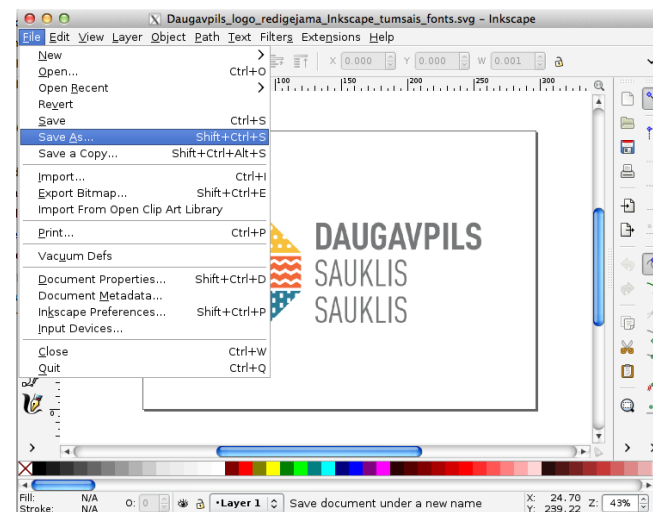 Daugavpils_logo_redigejama_Inkscape_tumsais_fonts.svg - Inkscape
File Edit View Layer Object Path Text Filters Extensions Help
X 0.000 Y 0.000 W 0.001
New
Open... Ctrl+O
Open Recent
Revert
Save Ctrl+S
Save As... Shift+Ctrl+S
Save a Copy... Shift+Ctrl+Alt+S
Import... Ctrl+I
Export Bitmap... Shift+Ctrl+E
Import From Open Clip Art Library
Print... Ctrl+P
Vacuum Defs
Document Properties... Shift+Ctrl+D
Document Metadata...
Inkscape Preferences... Shift+Ctrl+P
Input Devices...
Close Ctrl+W
Quit Ctrl+Q
100 150 200 250 300
DAUGAVPILS
SAUKLIS
SAUKLIS
0
Fill: N/A
Stroke: N/A
O: 0
•Layer 1
Save document under a new name
X: 24.70
Y: 239.22
Z: 43%